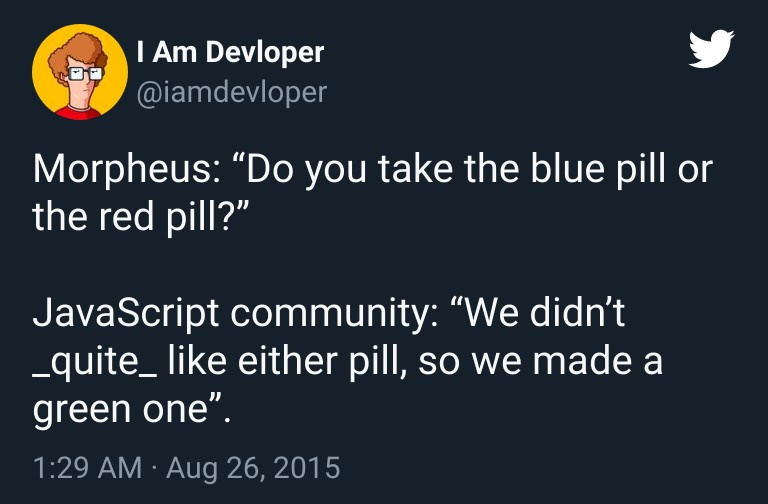 I Am Devloper
@iamdevloper
Morpheus: “Do you take the blue pill or
the red pill?”
JavaScript community: “We didn’t
_quite_ like either pill, so we made a
green one”.
1:29 AM · Aug 26, 2015